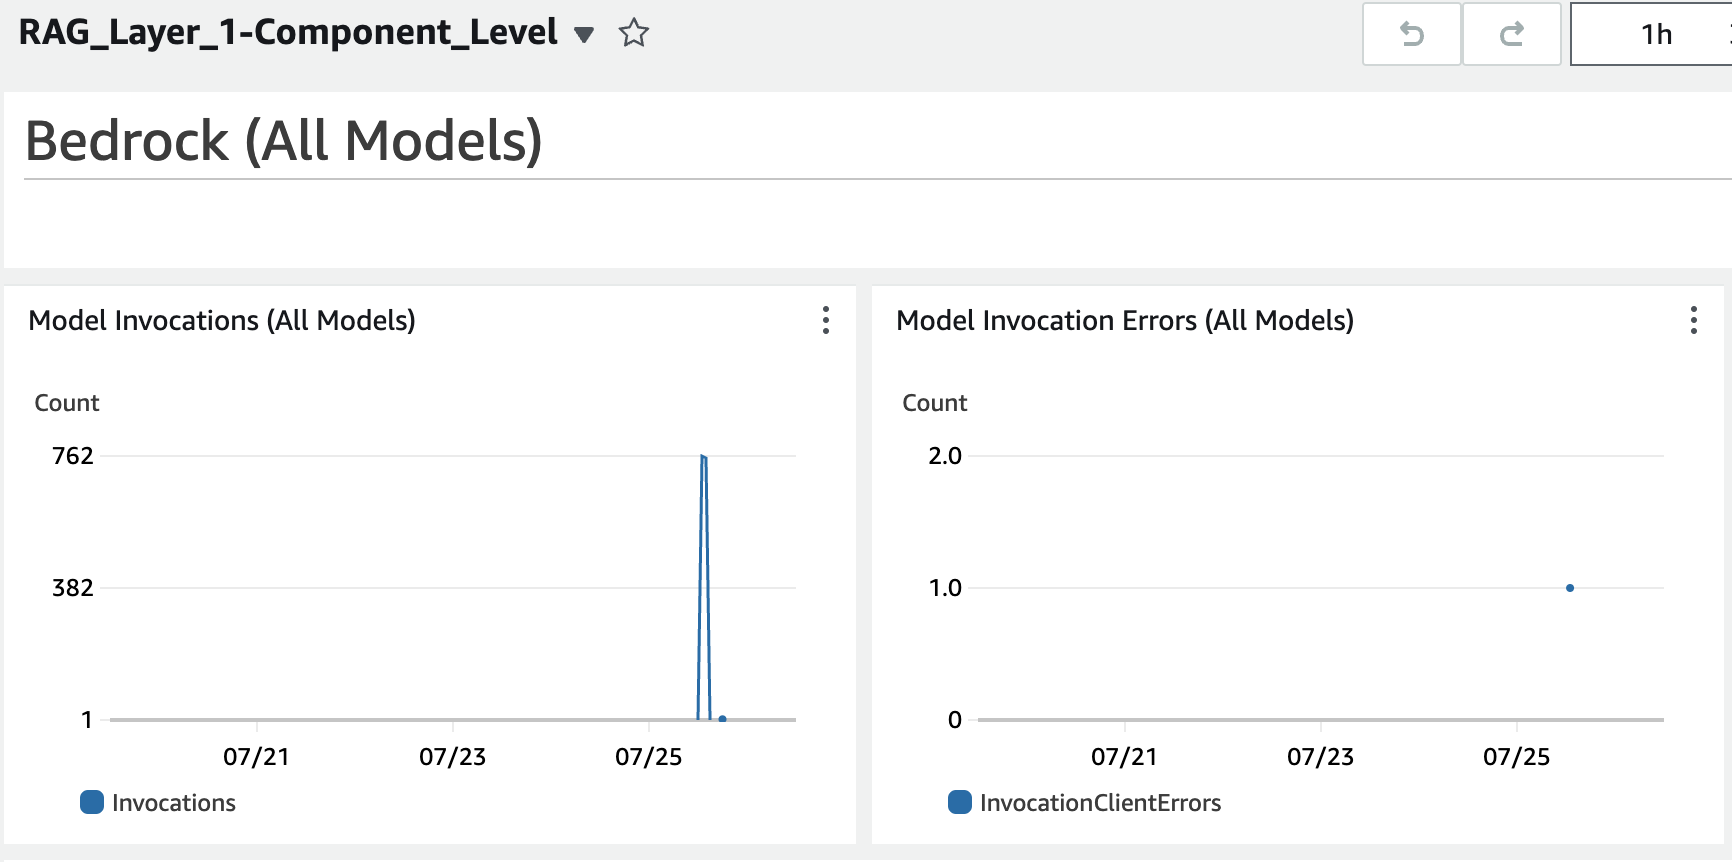 RAG_Layer_1-Component_Level
1h
Bedrock (All Models)
Model Invocations (All Models)
Count
762
382
1
07/21 07/23 07/25
Invocations
Model Invocation Errors (All Models)
Count
2.0
1.0
0
07/21 07/23 07/25
InvocationClientErrors